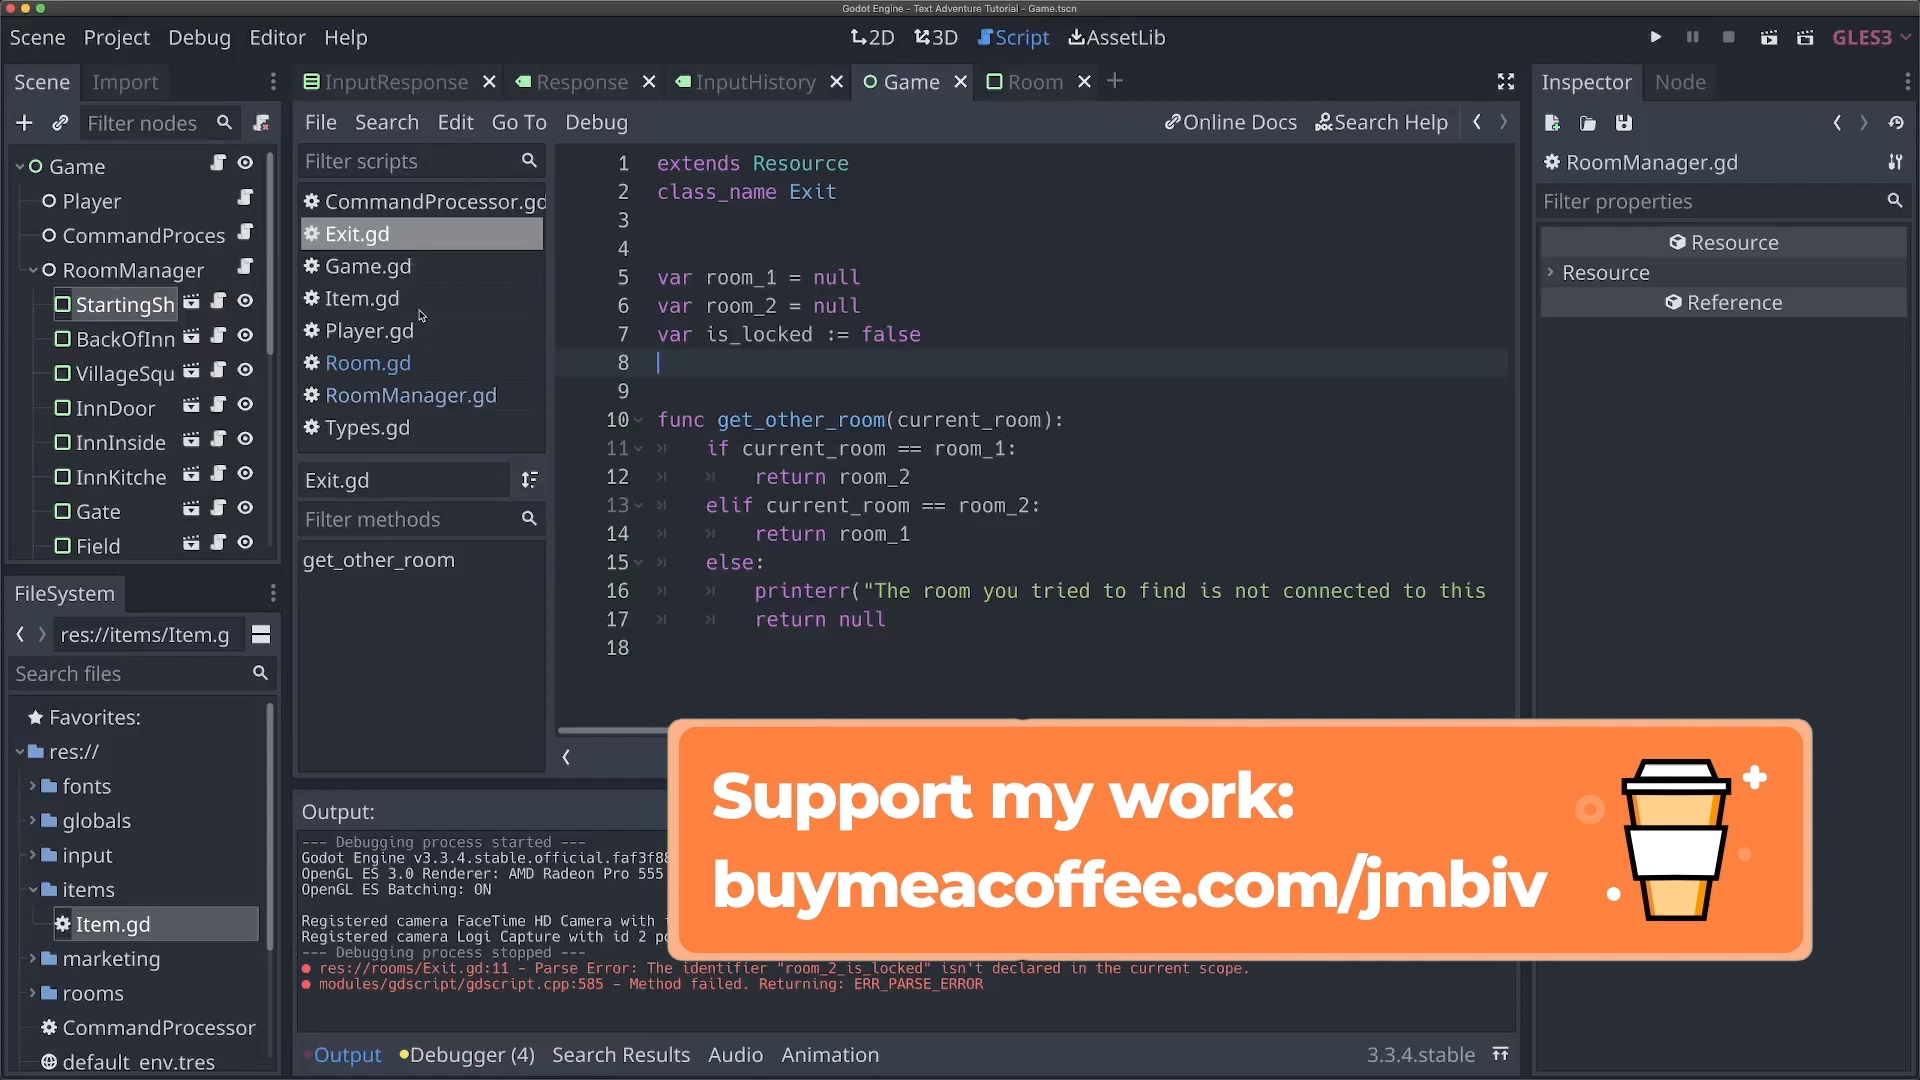 Godot Engine - Text Adventure Tutorial - Game.tscn
Scene Project Debug Editor Help
2D 3D Script AssetLib
GLES3
Scene Import
InputResponse Response InputHistory Game Room
Inspector Node
Filter nodes
File Search Edit Go To Debug
Online Docs Search Help
Game
Player
CommandProces
RoomManager
StartingSh
BackOfInn
VillageSqu
InnDoor
InnInside
InnKitche
Gate
Field
Filter scripts
CommandProcessor.gd
Exit.gd
Game.gd
Item.gd
Player.gd
Room.gd
RoomManager.gd
Types.gd
Exit.gd
Filter methods
get_other_room
1 extends Resource
2 class_name Exit
3
4
5 var room_1 = null
6 var room_2 = null
7 var is_locked := false
8
9
10 func get_other_room(current_room):
11 if current_room == room_1:
12 return room_2
13 elif current_room == room_2:
14 return room_1
15 else:
16 printerr("The room you tried to find is not connected to this
17 return null
18
RoomManager.gd
Filter properties
Resource
Resource
Reference
FileSystem
res://items/Item.g
Search files
Favorites:
res://
fonts
globals
input
items
Item.gd
marketing
rooms
CommandProcessor
default_env.tres
Output:
--- Debugging process started ---
Godot Engine v3.3.4.stable.official.faf3f88
OpenGL ES 3.0 Renderer: AMD Radeon Pro 555
OpenGL ES Batching: ON
Registered camera FaceTime HD Camera with
Registered camera Logi Capture with id 2 po
--- Debugging process stopped ---
res://rooms/Exit.gd:11 - Parse Error: The identifier "room_2_is_locked" isn't declared in the current scope.
modules/gdscript/gdscript.cpp:585 - Method failed. Returning: ERR_PARSE_ERROR
Output Debugger (4) Search Results Audio Animation
3.3.4.stable
Support my work:
buymeacoffee.com/jmbiv